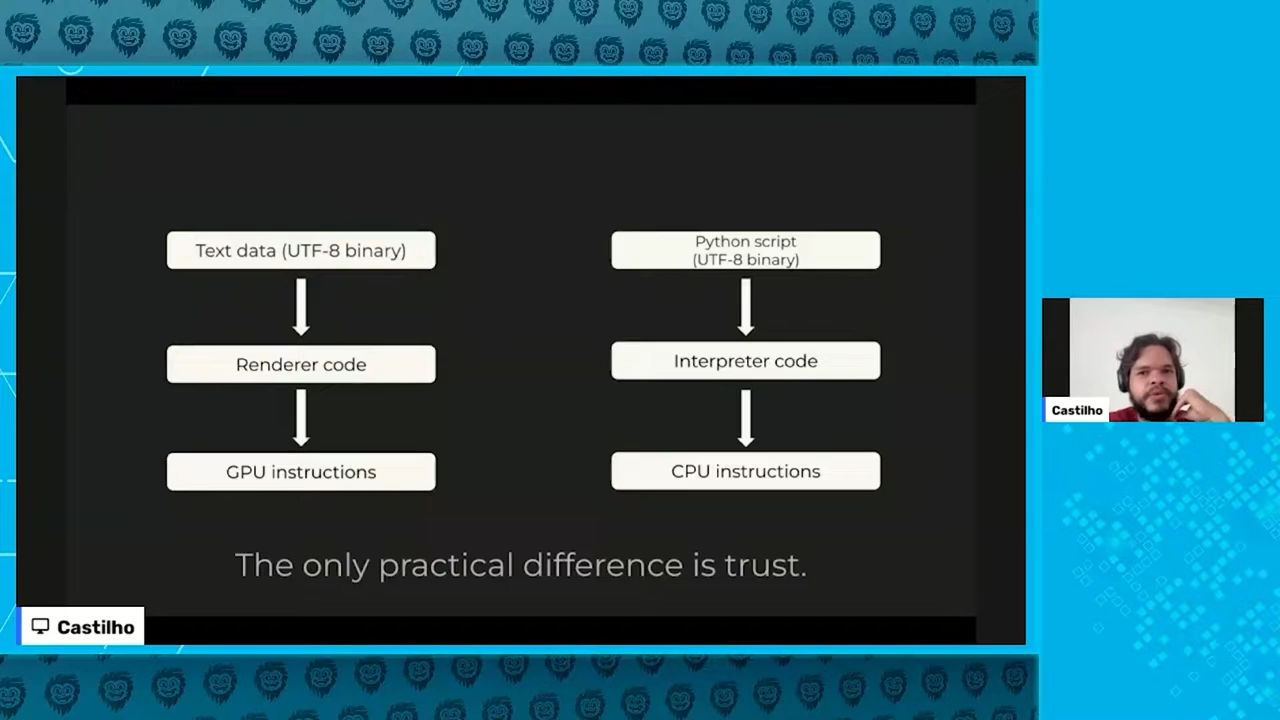 Text data (UTF-8 binary)
Renderer code
GPU instructions
Python script
(UTF-8 binary)
Interpreter code
CPU instructions
The only practical difference is trust.
Castilho
Castilho